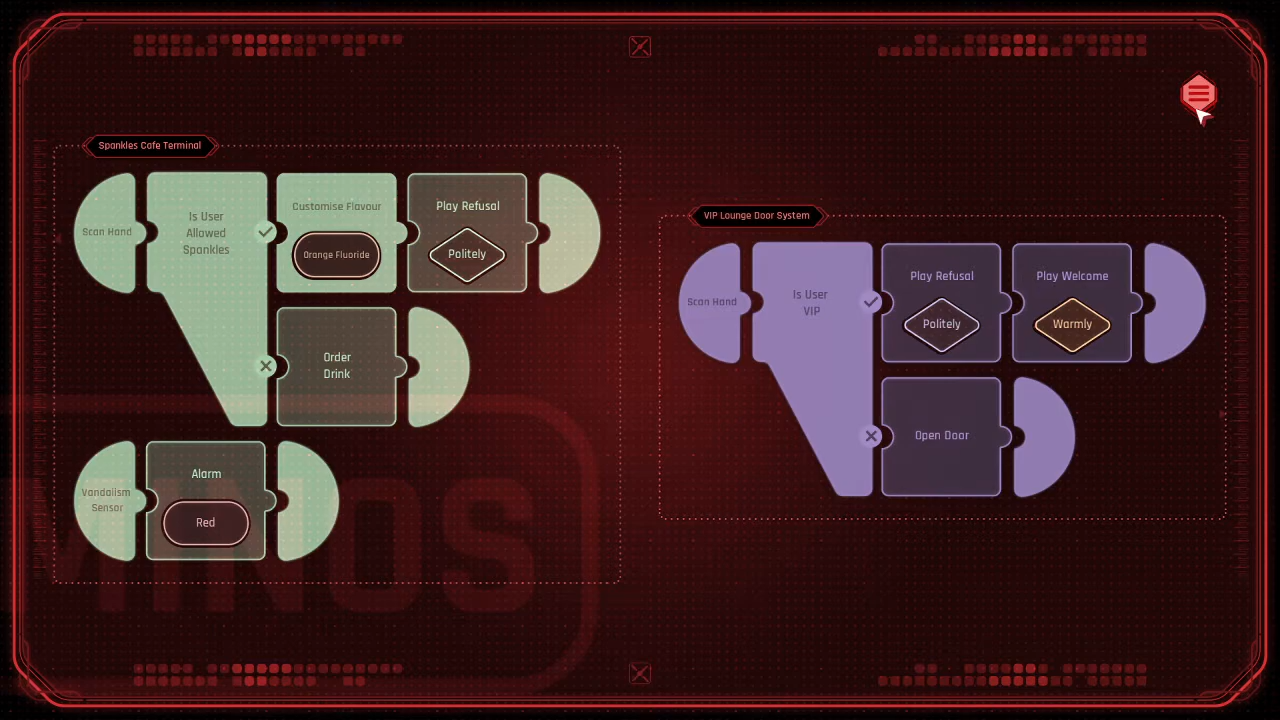 Spankles Cafe Terminal
Scan Hand
Is User
Allowed
Spankles
Customise Flavour
Orange Fluoride
Play Refusal
Politely
Order
Drink
Vandalism
Sensor
Alarm
Red
VIP Lounge Door System
Scan Hand
Is User
VIP
Play Refusal
Politely
Play Welcome
Warmly
Open Door
MINOS